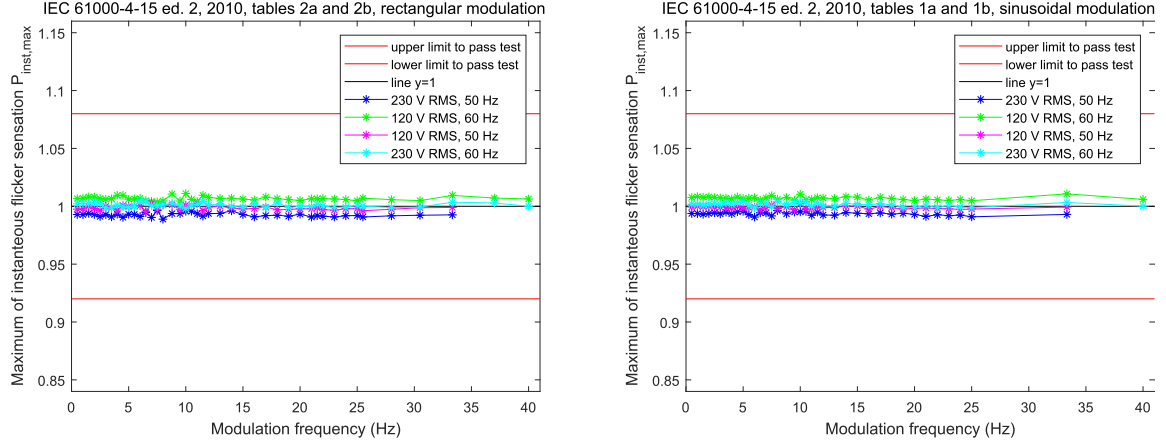 IEC 61000-4-15 ed. 2, 2010, tables 2a and 2b, rectangular modulation
Maximum of instanteous flicker sensation P_inst,max
1.15
1.1
1.05
1
0.95
0.9
0.85
upper limit to pass test
lower limit to pass test
line y=1
230 V RMS, 50 Hz
120 V RMS, 60 Hz
120 V RMS, 50 Hz
230 V RMS, 60 Hz
0 5 10 15 20 25 30 35 40
Modulation frequency (Hz)
IEC 61000-4-15 ed. 2, 2010, tables 1a and 1b, sinusoidal modulation
Maximum of instanteous flicker sensation P_inst,max
1.15
1.1
1.05
1
0.95
0.9
0.85
upper limit to pass test
lower limit to pass test
line y=1
230 V RMS, 50 Hz
120 V RMS, 60 Hz
120 V RMS, 50 Hz
230 V RMS, 60 Hz
0 5 10 15 20 25 30 35 40
Modulation frequency (Hz)